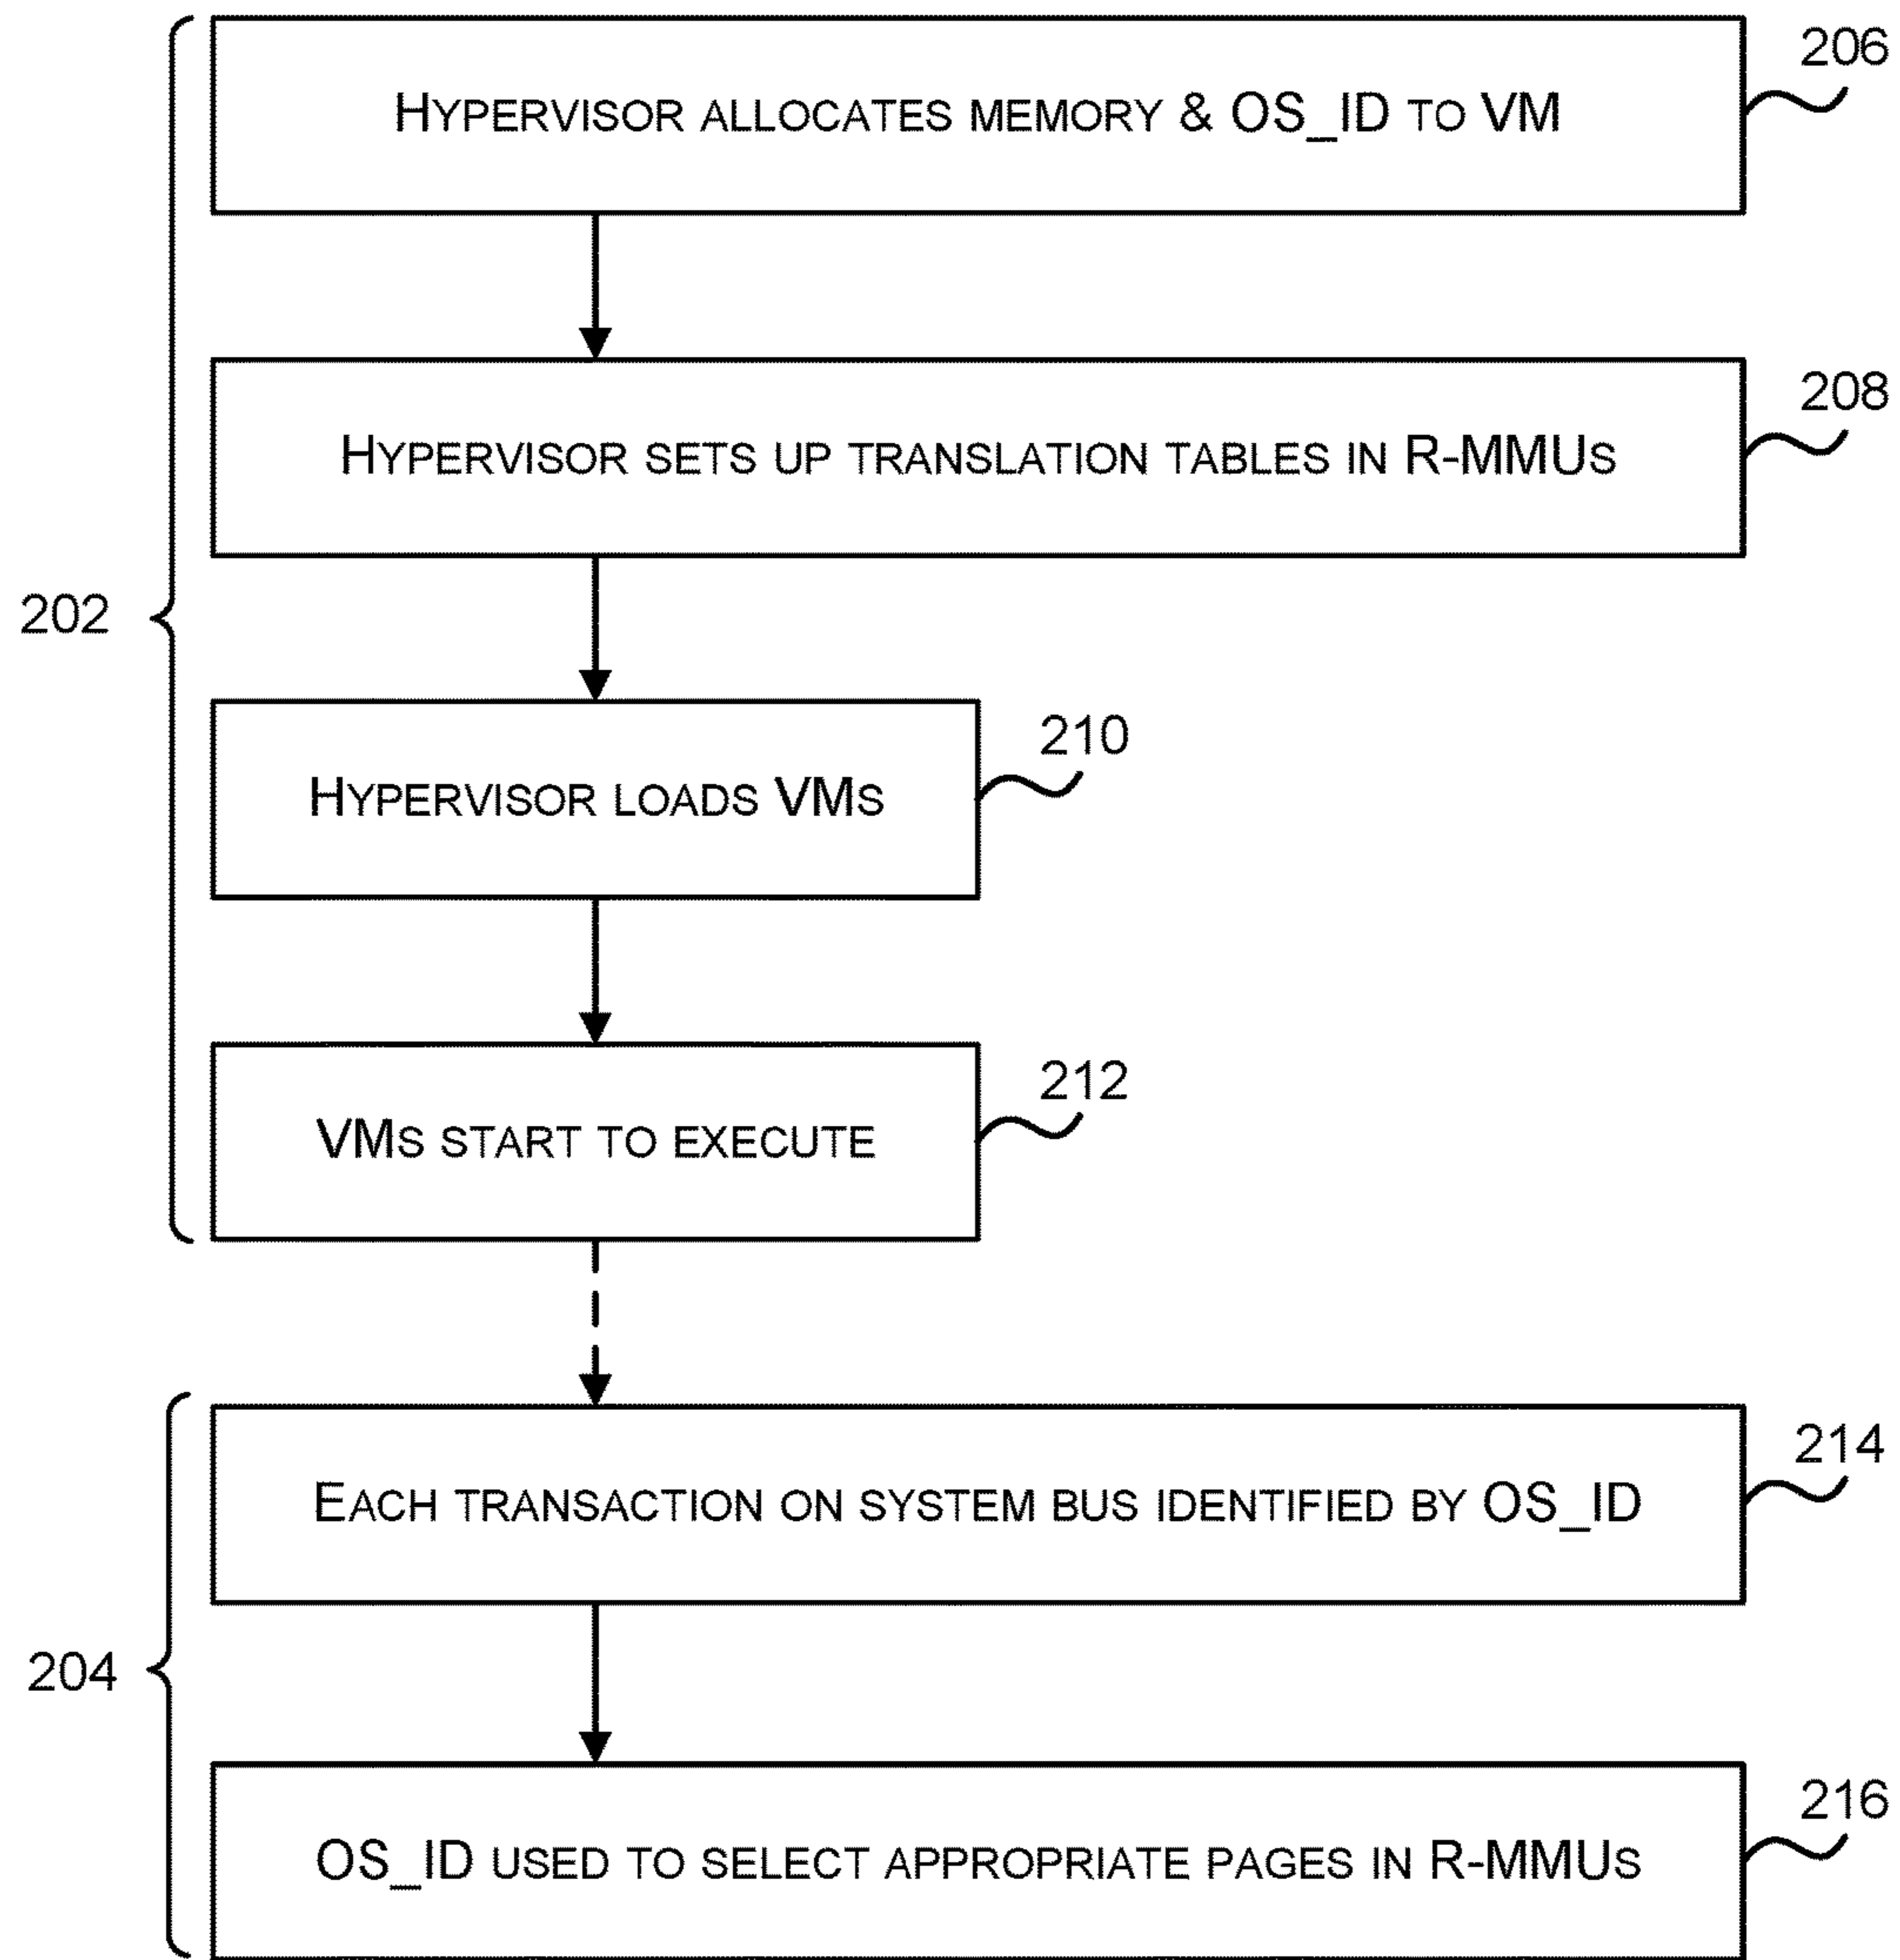 206
HYPERVISOR ALLOCATES MEMORY & OS_ID TO VM
208
HYPERVISOR SETS UP TRANSLATION TABLES IN R-MMUS
202
210
HYPERVISOR LOADS VMS
212
VMS START TO EXECUTE
214
EACH TRANSACTION ON SYSTEM BUS IDENTIFIED BY OS_ID
204
216
OS_ID USED TO SELECT APPROPRIATE PAGES IN R-MMUS